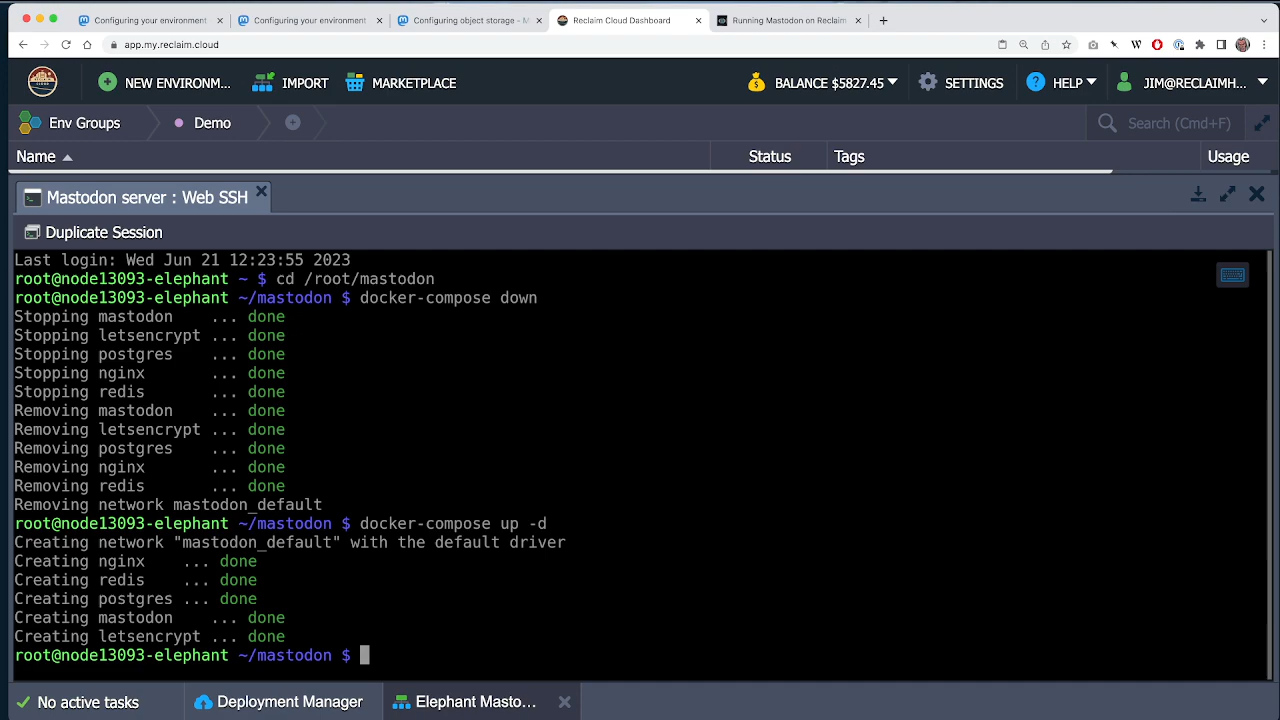 Configuring your environment
Configuring your environment
Configuring object storage - M
Reclaim Cloud Dashboard
Running Mastodon on Reclaim
app.my.reclaim.cloud
NEW ENVIRONM...
IMPORT
MARKETPLACE
BALANCE $5827.45
SETTINGS
HELP
JIM@RECLAIMH...
Env Groups
Demo
Search (Cmd+F)
Name
Status
Tags
Usage
Mastodon server : Web SSH
Duplicate Session
Last login: Wed Jun 21 12:23:55 2023
root@node13093-elephant ~ $ cd /root/mastodon
root@node13093-elephant ~/mastodon $ docker-compose down
Stopping mastodon ... done
Stopping letsencrypt ... done
Stopping postgres ... done
Stopping nginx ... done
Stopping redis ... done
Removing mastodon ... done
Removing letsencrypt ... done
Removing postgres ... done
Removing nginx ... done
Removing redis ... done
Removing network mastodon_default
root@node13093-elephant ~/mastodon $ docker-compose up -d
Creating network "mastodon_default" with the default driver
Creating nginx ... done
Creating redis ... done
Creating postgres ... done
Creating mastodon ... done
Creating letsencrypt ... done
root@node13093-elephant ~/mastodon $
No active tasks
Deployment Manager
Elephant Masto...